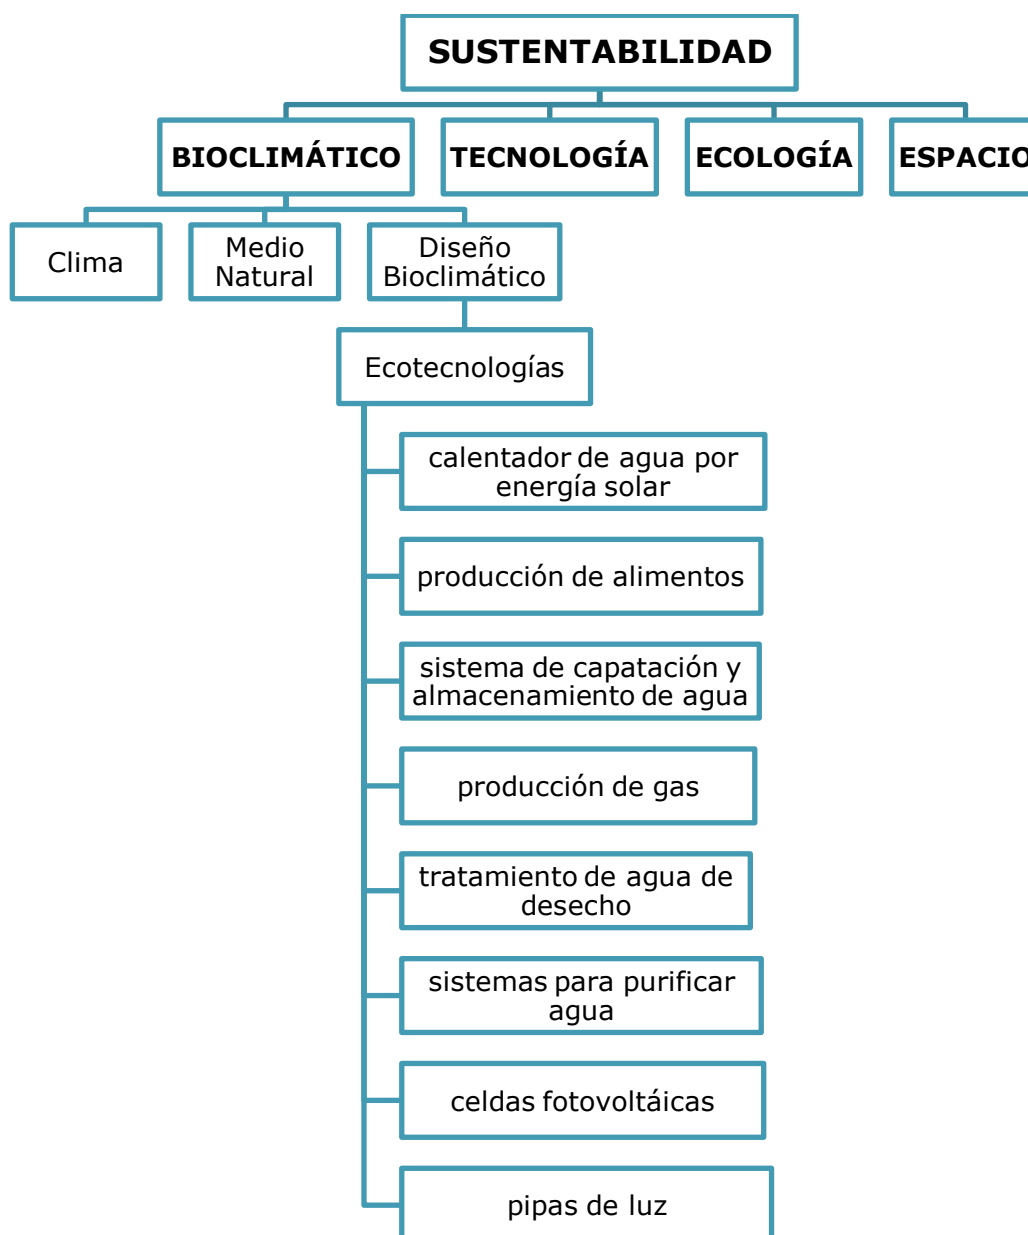 SUSTENTABILIDAD
BIOCLIMÁTICO
TECNOLOGÍA
ECOLOGÍA
ESPACIO
Clima
Medio
Natural
Diseño
Bioclimático
Ecotecnologías
calentador de agua por
energía solar
producción de alimentos
sistema de capatación y
almacenamiento de agua
producción de gas
tratamiento de agua de
desecho
sistemas para purificar
agua
celdas fotovoltáicas
pipas de luz